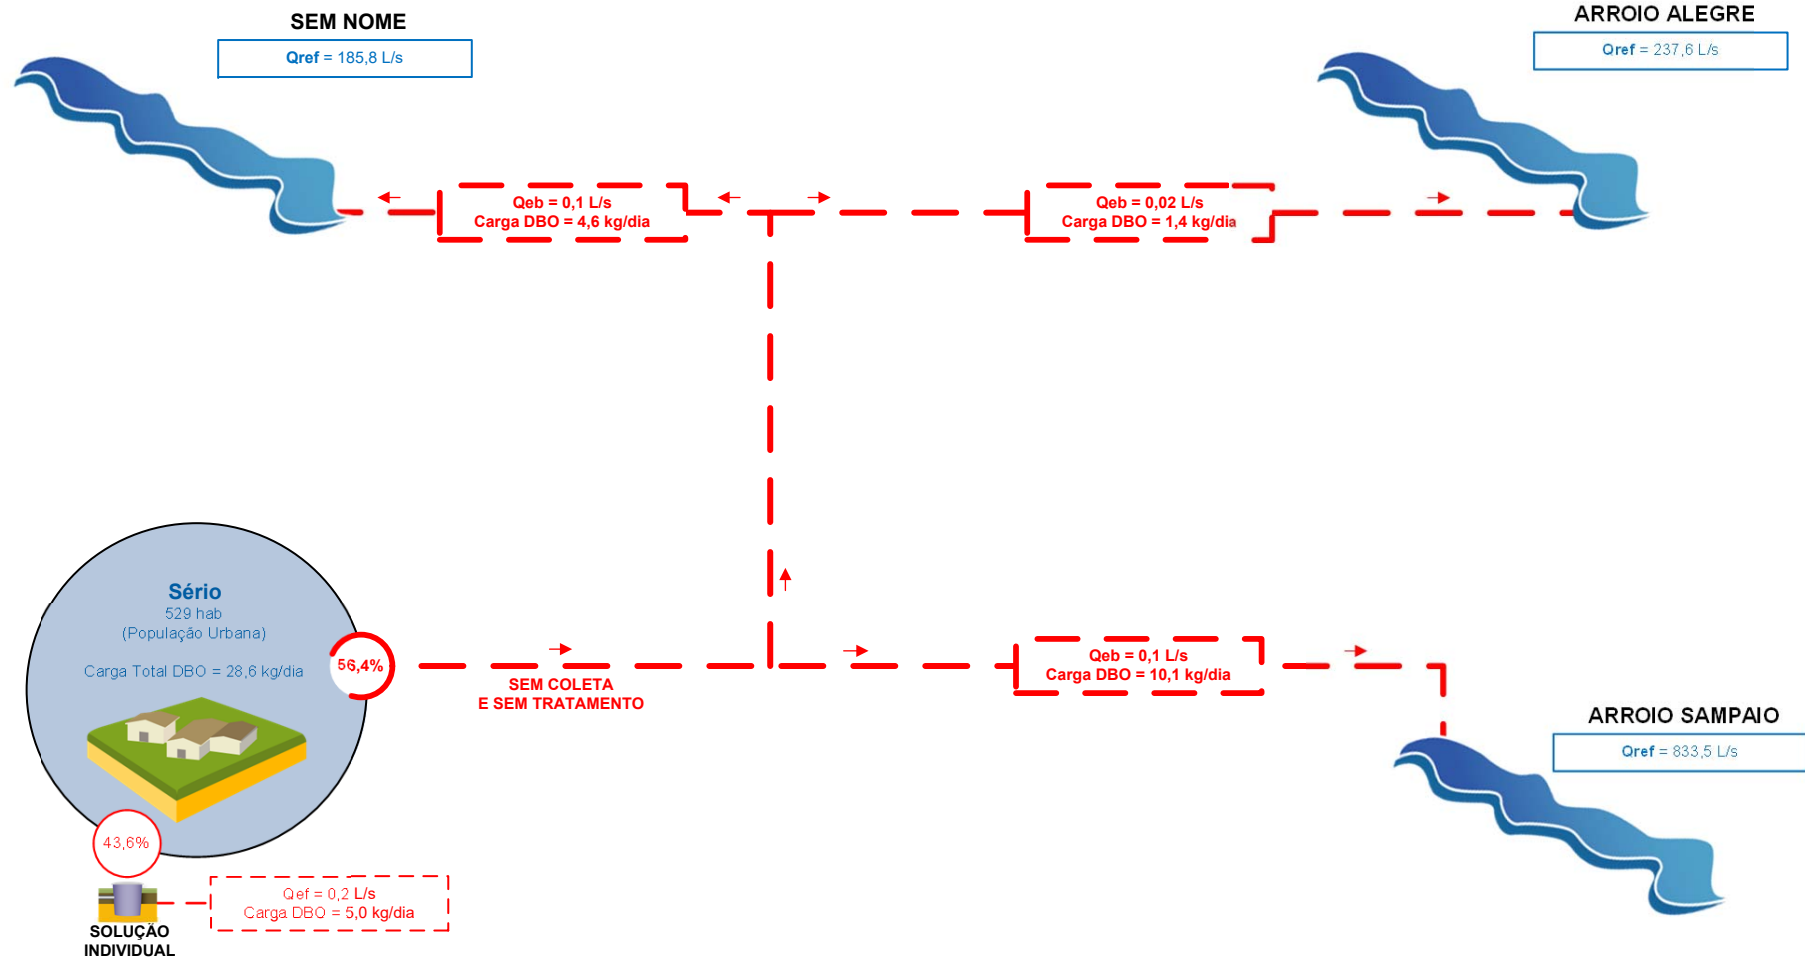 SEM NOME
Qref = 185,8 L/s
ARROIO ALEGRE
Qref = 237,6 L/s
Qeb = 0,1 L/s
Carga DBO = 4,6 kg/dia
Qeb = 0,02 L/s
Carga DBO = 1,4 kg/dia
Sério
529 hab
(População Urbana)
Carga Total DBO = 28,6 kg/dia
56,4%
SEM COLETA
E SEM TRATAMENTO
Qeb = 0,1 L/s
Carga DBO = 10,1 kg/dia
ARROIO SAMPAIO
Qref = 833,5 L/s
43,6%
Qef = 0,2 L/s
Carga DBO = 5,0 kg/dia
SOLUÇÃO
INDIVIDUAL